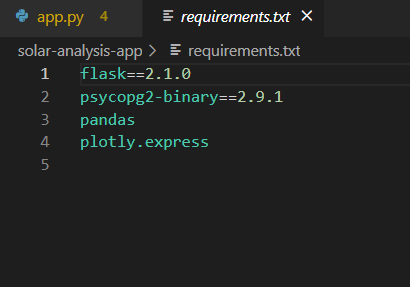 app.py 4 requirements.txt
solar-analysis-app > requirements.txt
1 flask==2.1.0
2 psycopg2-binary==2.9.1
3 pandas
4 plotly.express
5